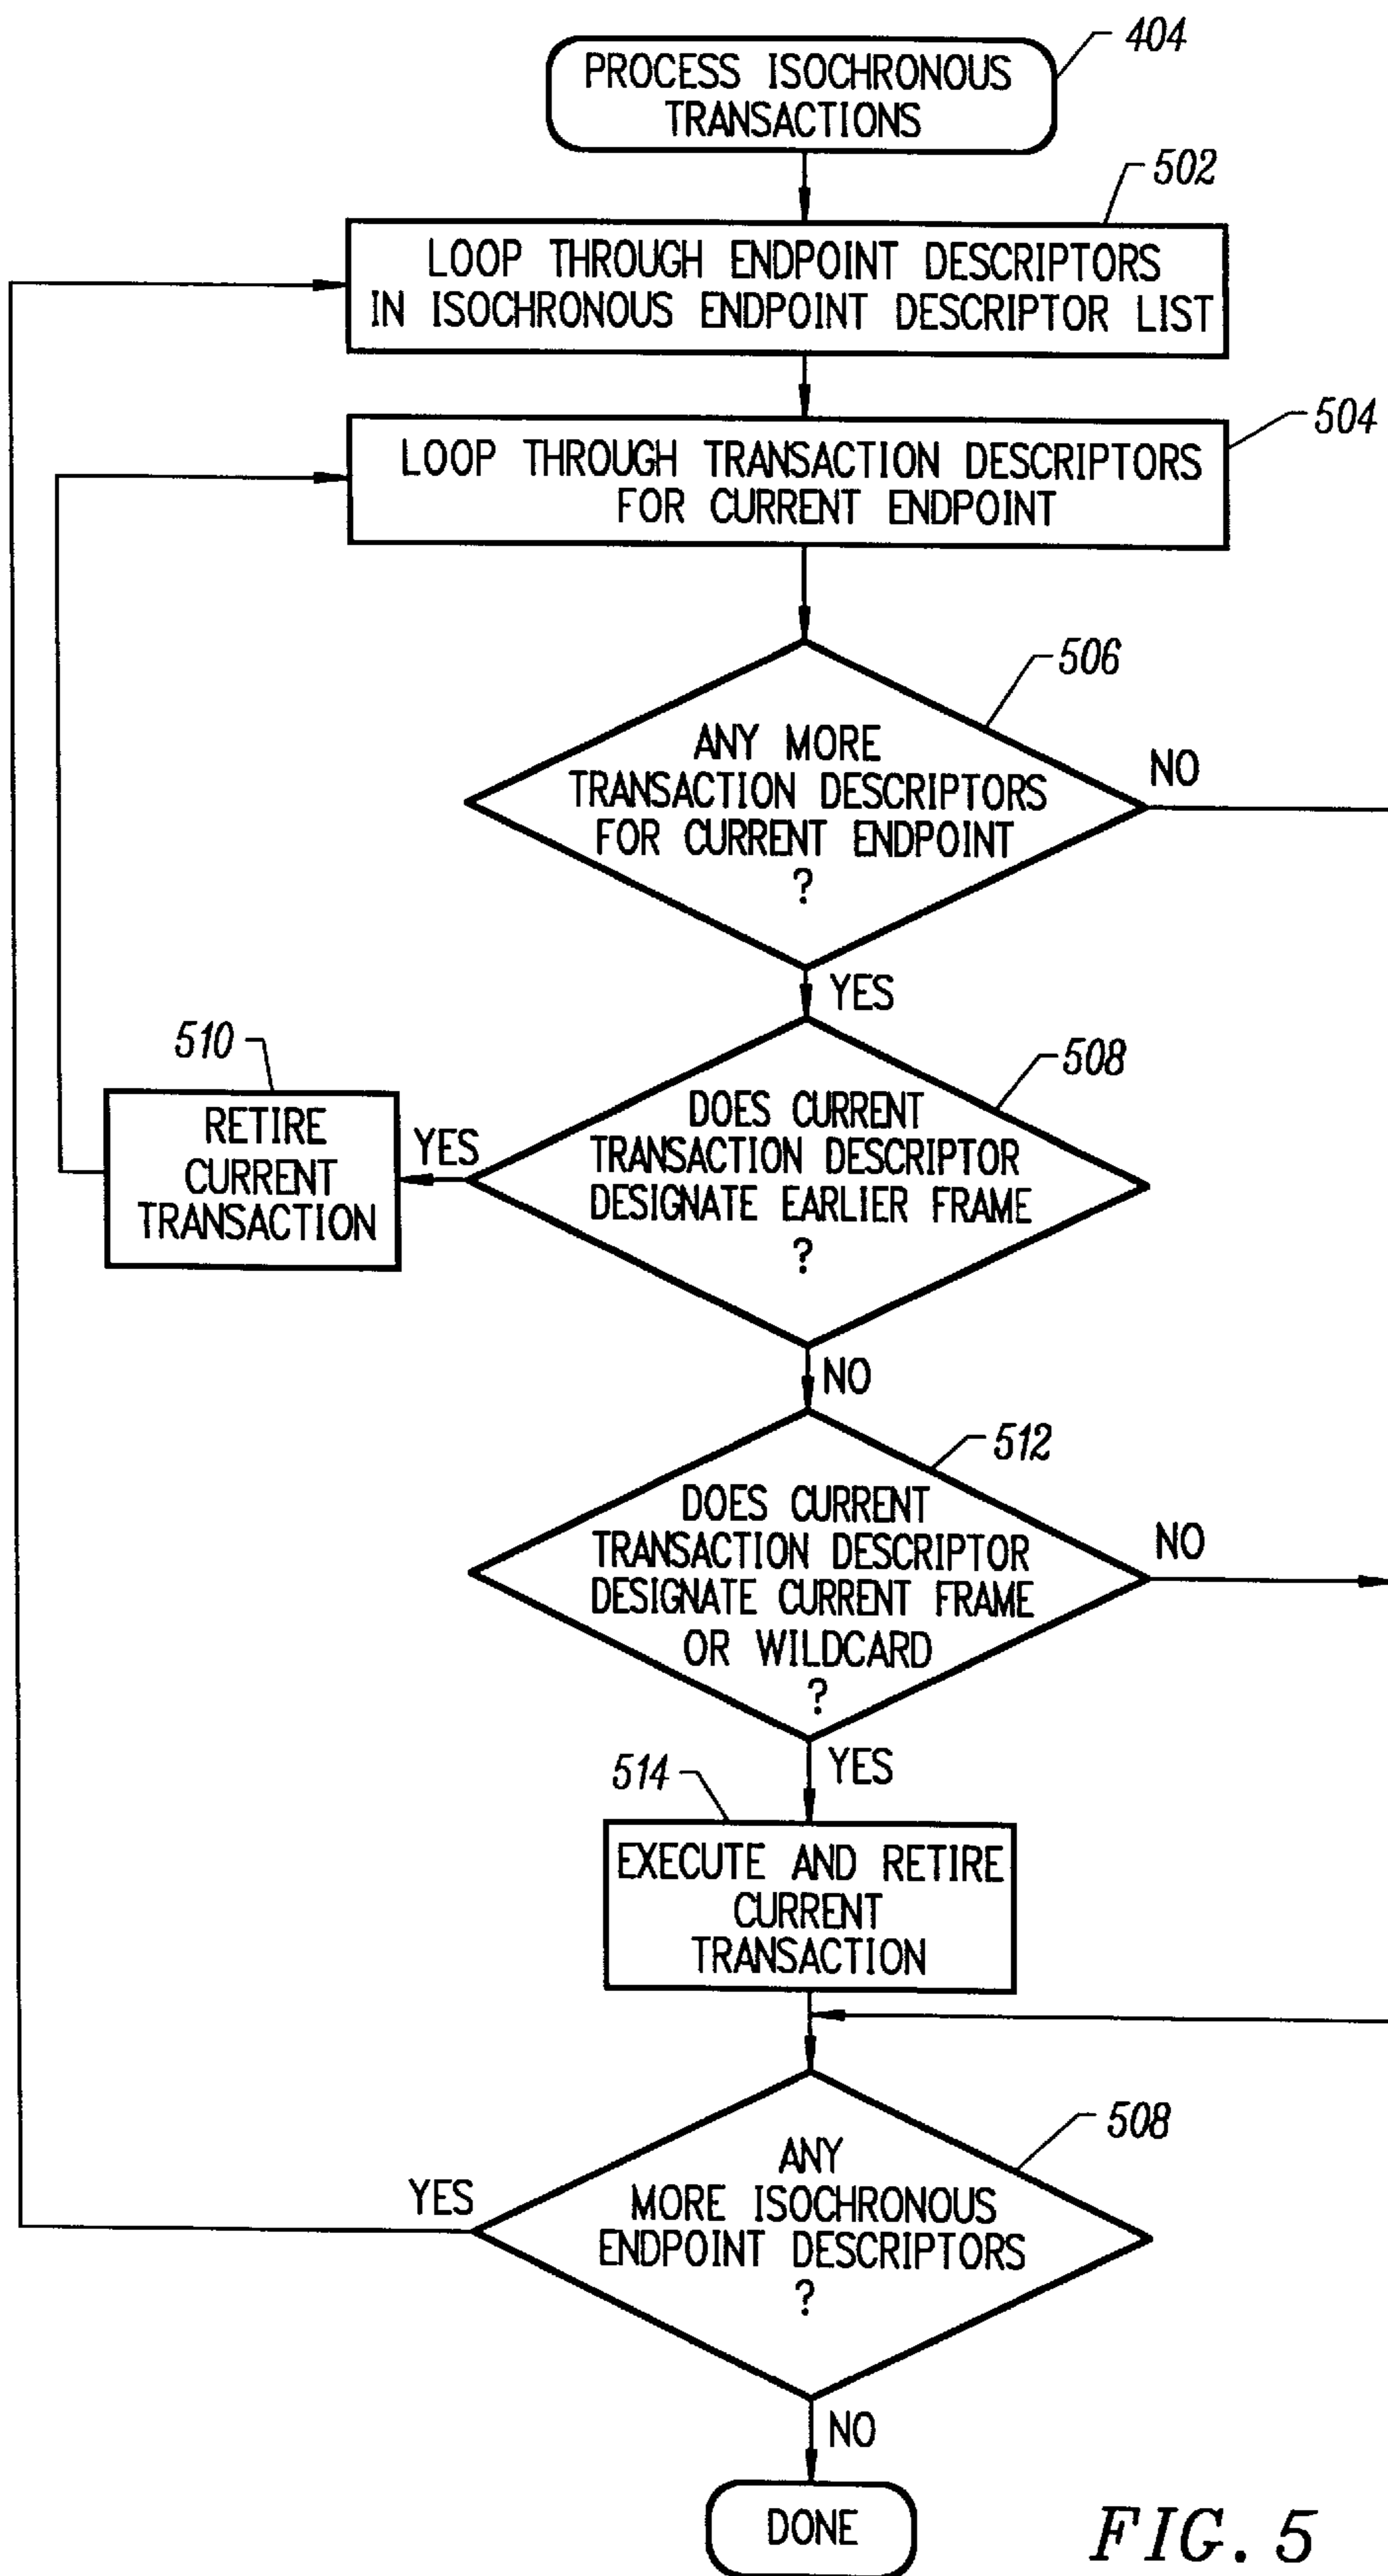 404
PROCESS ISOCHRONOUS
TRANSACTIONS
502
LOOP THROUGH ENDPOINT DESCRIPTORS
IN ISOCHRONOUS ENDPOINT DESCRIPTOR LIST
504
LOOP THROUGH TRANSACTION DESCRIPTORS
FOR CURRENT ENDPOINT
506
ANY MORE
TRANSACTION DESCRIPTORS
FOR CURRENT ENDPOINT
?
NO
YES
510
RETIRE
CURRENT
TRANSACTION
YES
508
DOES CURRENT
TRANSACTION DESCRIPTOR
DESIGNATE EARLIER FRAME
?
NO
512
DOES CURRENT
TRANSACTION DESCRIPTOR
DESIGNATE CURRENT FRAME
OR WILDCARD
?
NO
YES
514
EXECUTE AND RETIRE
CURRENT
TRANSACTION
508
ANY
MORE ISOCHRONOUS
ENDPOINT DESCRIPTORS
?
YES
NO
DONE
FIG. 5